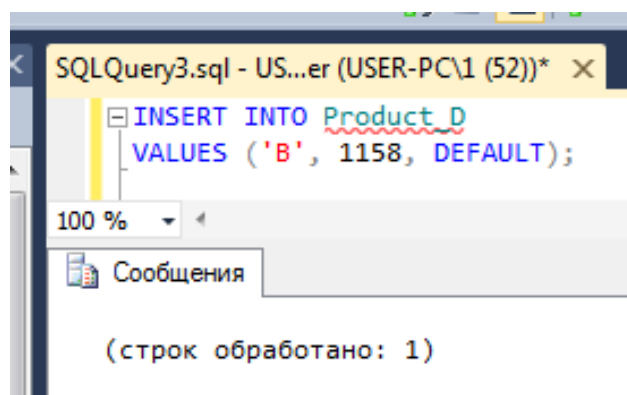 SQLQuery3.sql - US...er (USER-PC\1 (52))*
INSERT INTO Product_D
VALUES ('B', 1158, DEFAULT);
100 %
Сообщения
(строк обработано: 1)